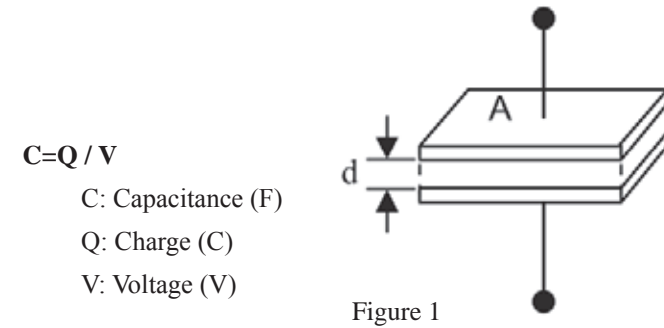 A
C=Q / V
d
C: Capacitance (F)
Q: Charge (C)
V: Voltage (V)
Figure 1